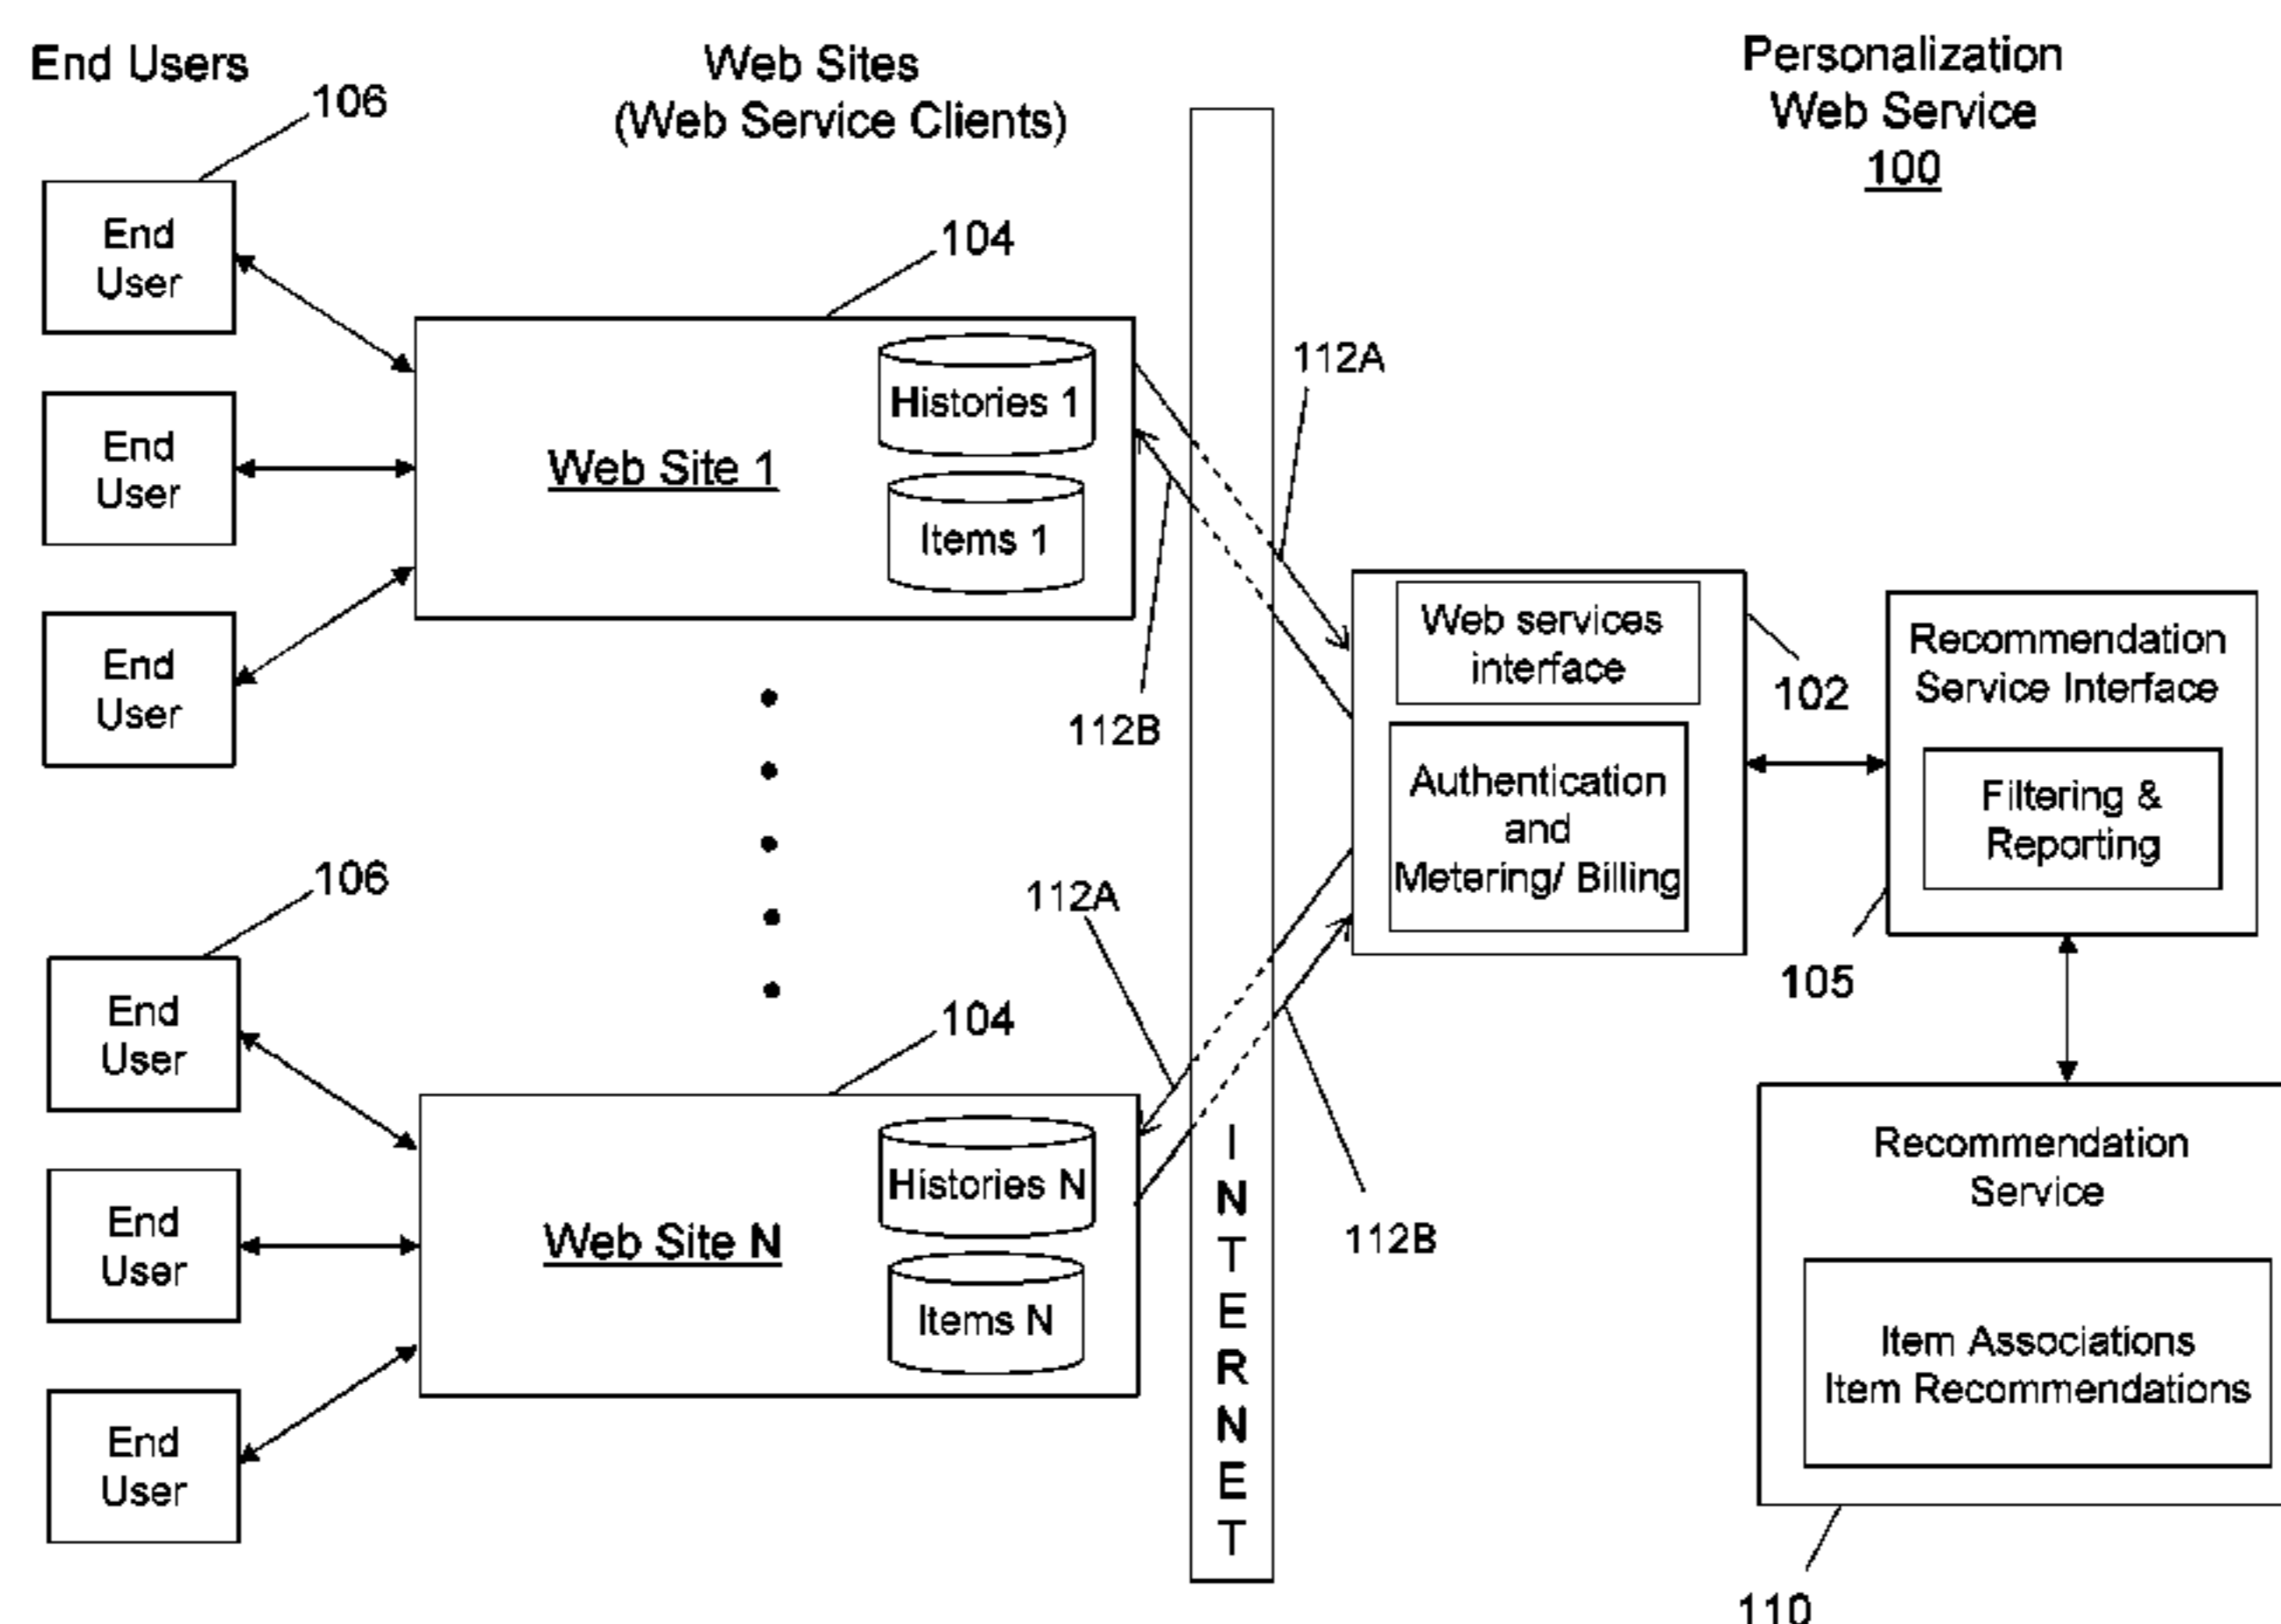 End Users
Web Sites
(Web Service Clients)
Personalization
Web Service
100
106
End
User
End
User
End
User
104
Web Site 1
Histories 1
Items 1
112A
112B
Web services
interface
Authentication
and
Metering/ Billing
102
Recommendation
Service Interface
Filtering &
Reporting
105
106
End
User
End
User
End
User
104
Web Site N
Histories N
Items N
112A
112B
INTERNET
Recommendation
Service
Item Associations
Item Recommendations
110